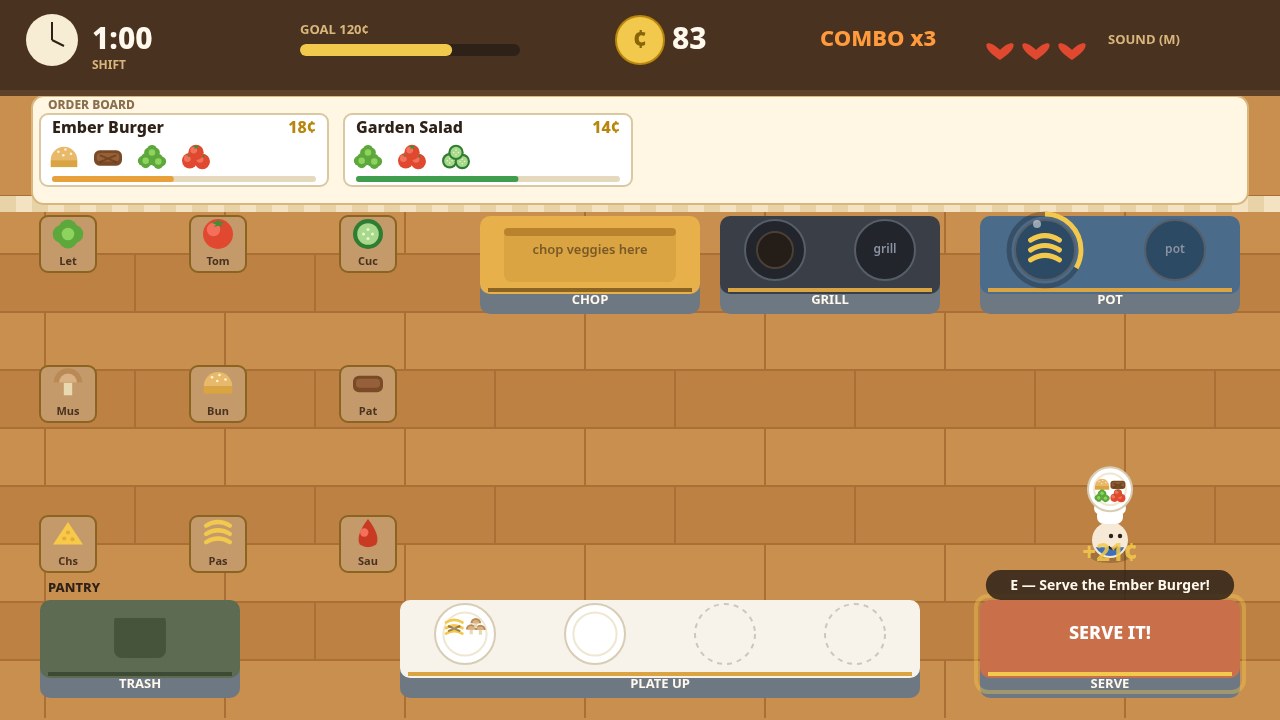 1:00
SHIFT
GOAL 120¢
¢ 83
COMBO x3
SOUND (M)
ORDER BOARD
Ember Burger 18¢
Garden Salad 14¢
Let
Tom
Cuc
chop veggies here
grill
pot
CHOP
GRILL
POT
Mus
Bun
Pat
Chs
Pas
Sau
+21¢
PANTRY
E — Serve the Ember Burger!
SERVE IT!
TRASH
PLATE UP
SERVE